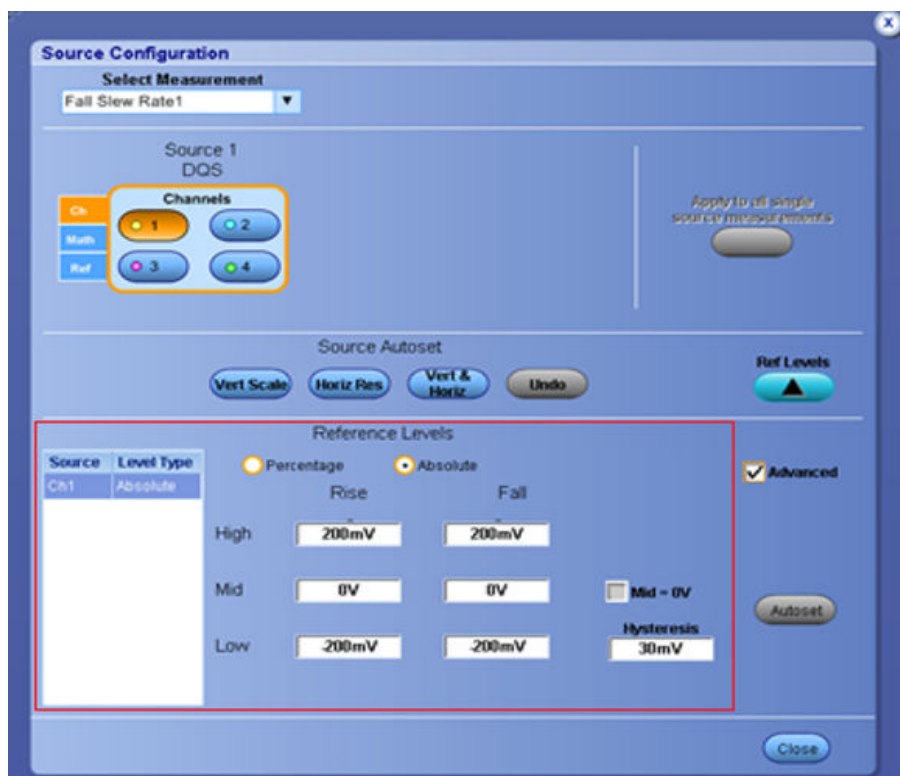 Source Configuration
Select Measurement
Fall Slew Rate1
Source 1
DQS
Channels
Ch
Math
Ref
1
2
3
4
Apply to all single
source measurements
Source Autoset
Vert Scale
Horiz Res
Vert &
Horiz
Undo
Ref Levels
Reference Levels
Source Level Type
Ch1 Absolute
Percentage
Absolute
Advanced
Rise Fall
High 200mV 200mV
Mid 0V 0V
Mid = 0V
Autoset
Hysteresis
Low -200mV -200mV 30mV
Close